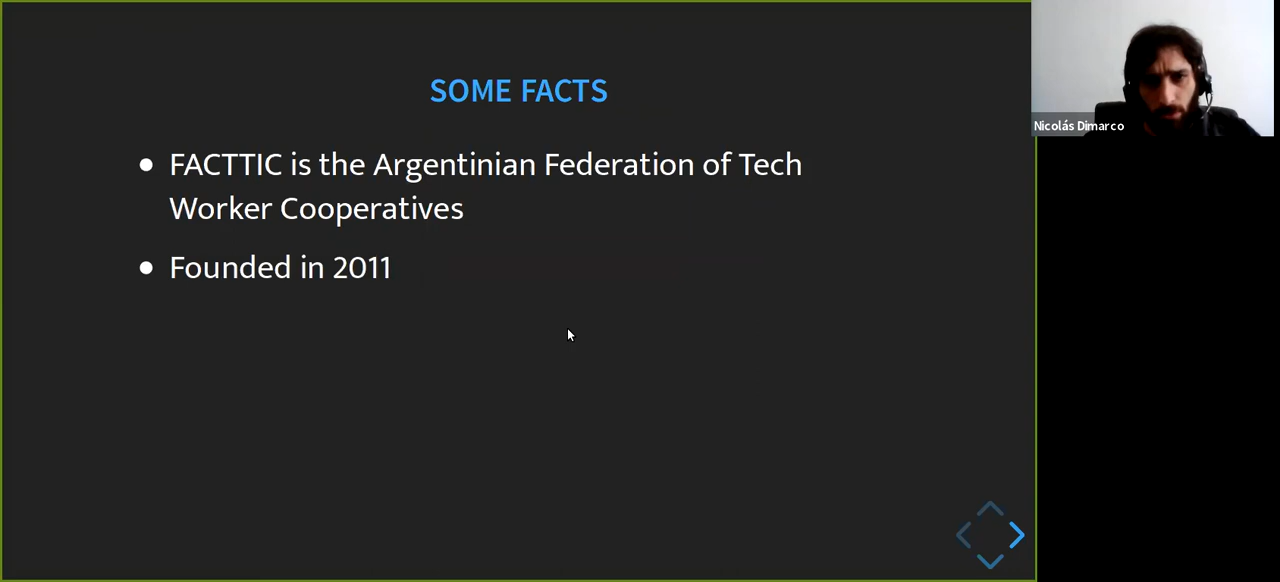 SOME FACTS
FACTTIC is the Argentinian Federation of Tech
Worker Cooperatives
Founded in 2011
Nicolás Dimarco